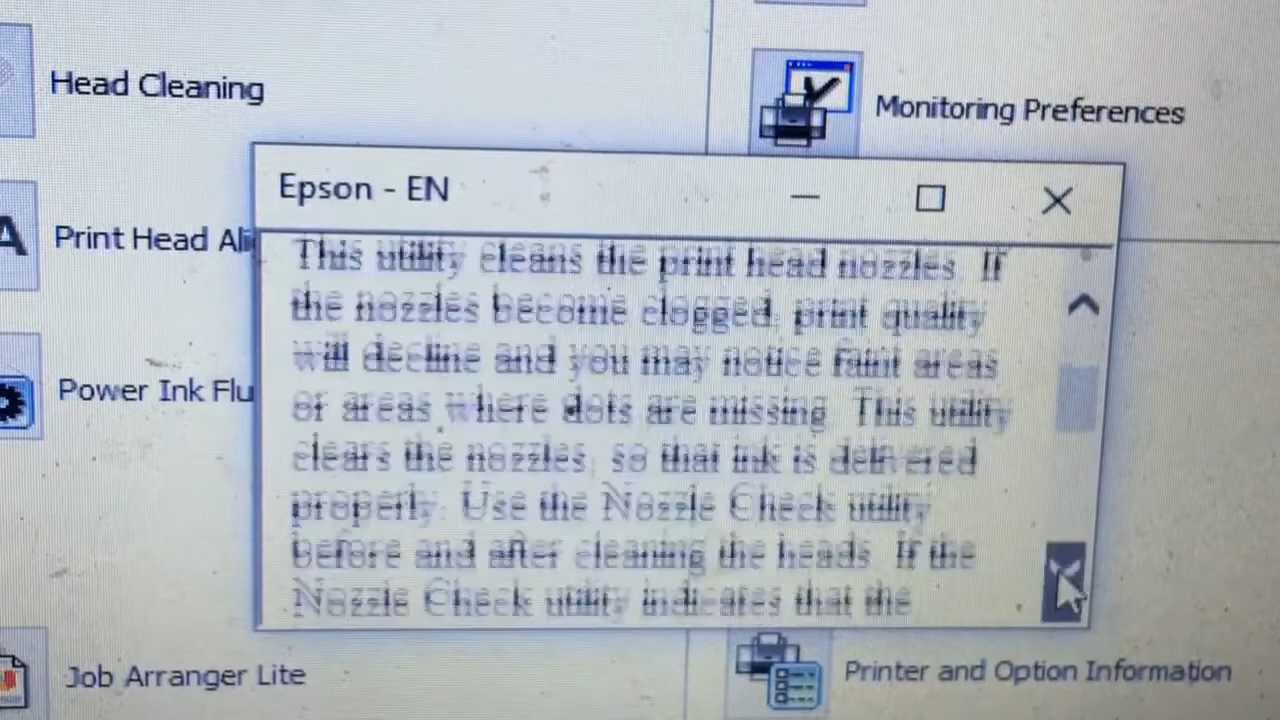 Head Cleaning
Monitoring Preferences
Epson - EN
Print Head Ali
This utility cleans the print head nozzles. If
the nozzles become clogged, print quality
will decline and you may notice faint areas
or areas where dots are missing. This utility
clears the nozzles, so that ink is delivered
properly. Use the Nozzle Check utility
before and after cleaning the heads. If the
Nozzle Check utility indicates that the
Power Ink Flu
Job Arranger Lite
Printer and Option Information